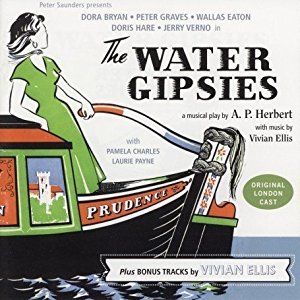 Peter Saunders presents
DORA BRYAN • PETER GRAVES • WALLAS EATON
DORIS HARE • JERRY VERNO in
The WATER
GIPSIES
a musical play by A. P. Herbert
with music by
Vivian Ellis
with
PAMELA CHARLES
LAURIE PAYNE
PRUDENCE
ORIGINAL
LONDON
CAST
Plus BONUS TRACKS by VIVIAN ELLIS